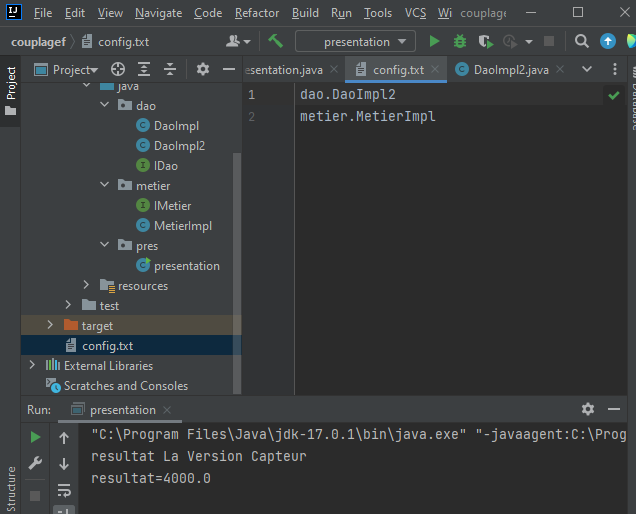 File Edit View Navigate Code Refactor Build Run Tools VCS Wi couplagef
couplagef config.txt presentation
Project esentation.java config.txt DaoImpl2.java
Project
java
dao
DaoImpl
DaoImpl2
IDao
metier
IMetier
MetierImpl
pres
presentation
resources
test
target
config.txt
External Libraries
Scratches and Consoles
1 dao.DaoImpl2
2 metier.MetierImpl
Run: presentation
"C:\Program Files\Java\jdk-17.0.1\bin\java.exe" "-javaagent:C:\Prog
resultat La Version Capteur
resultat=4000.0
Structure